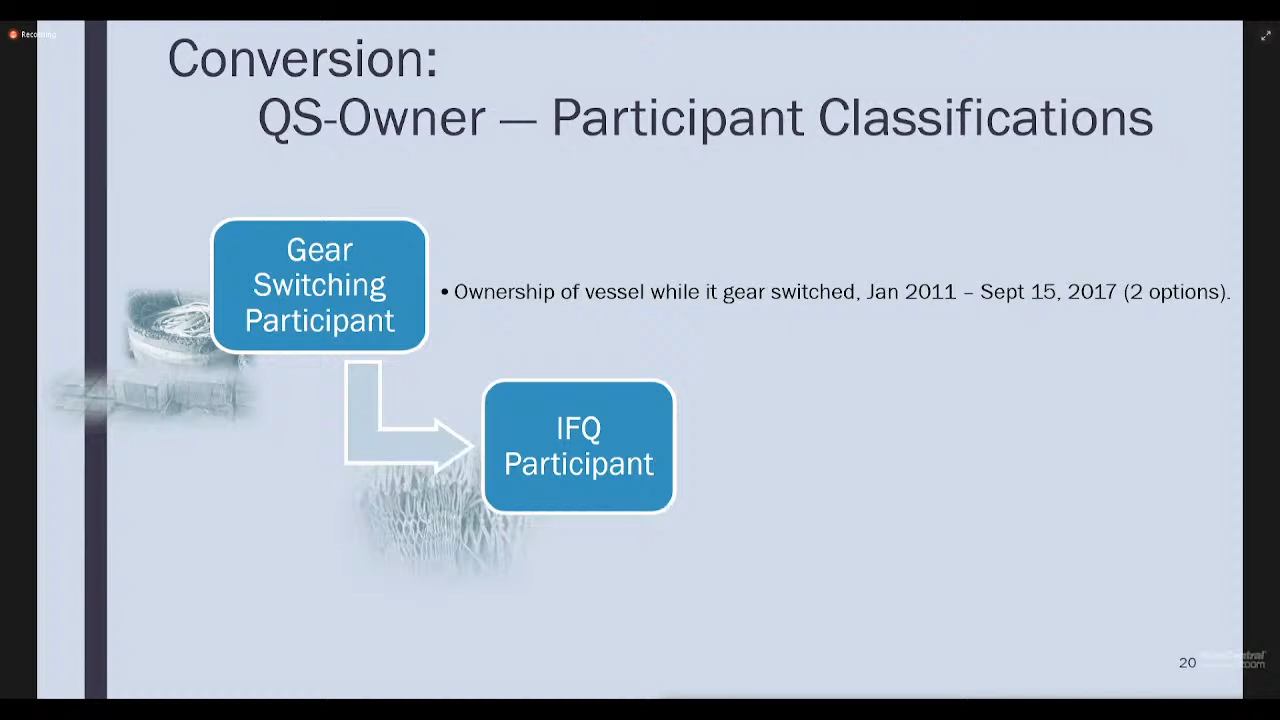 Recording
Conversion:
QS-Owner — Participant Classifications
Gear
Switching
Participant
• Ownership of vessel while it gear switched, Jan 2011 – Sept 15, 2017 (2 options).
IFQ
Participant
20
zoom